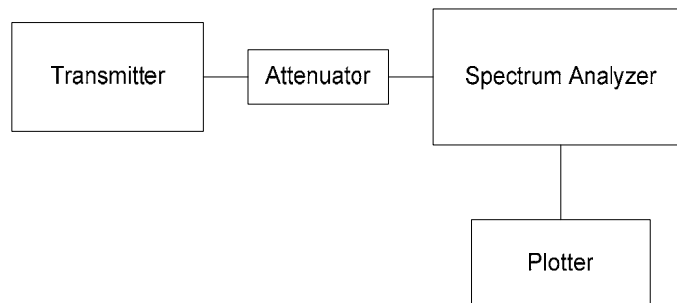 Transmitter
Attenuator
Spectrum Analyzer
Plotter